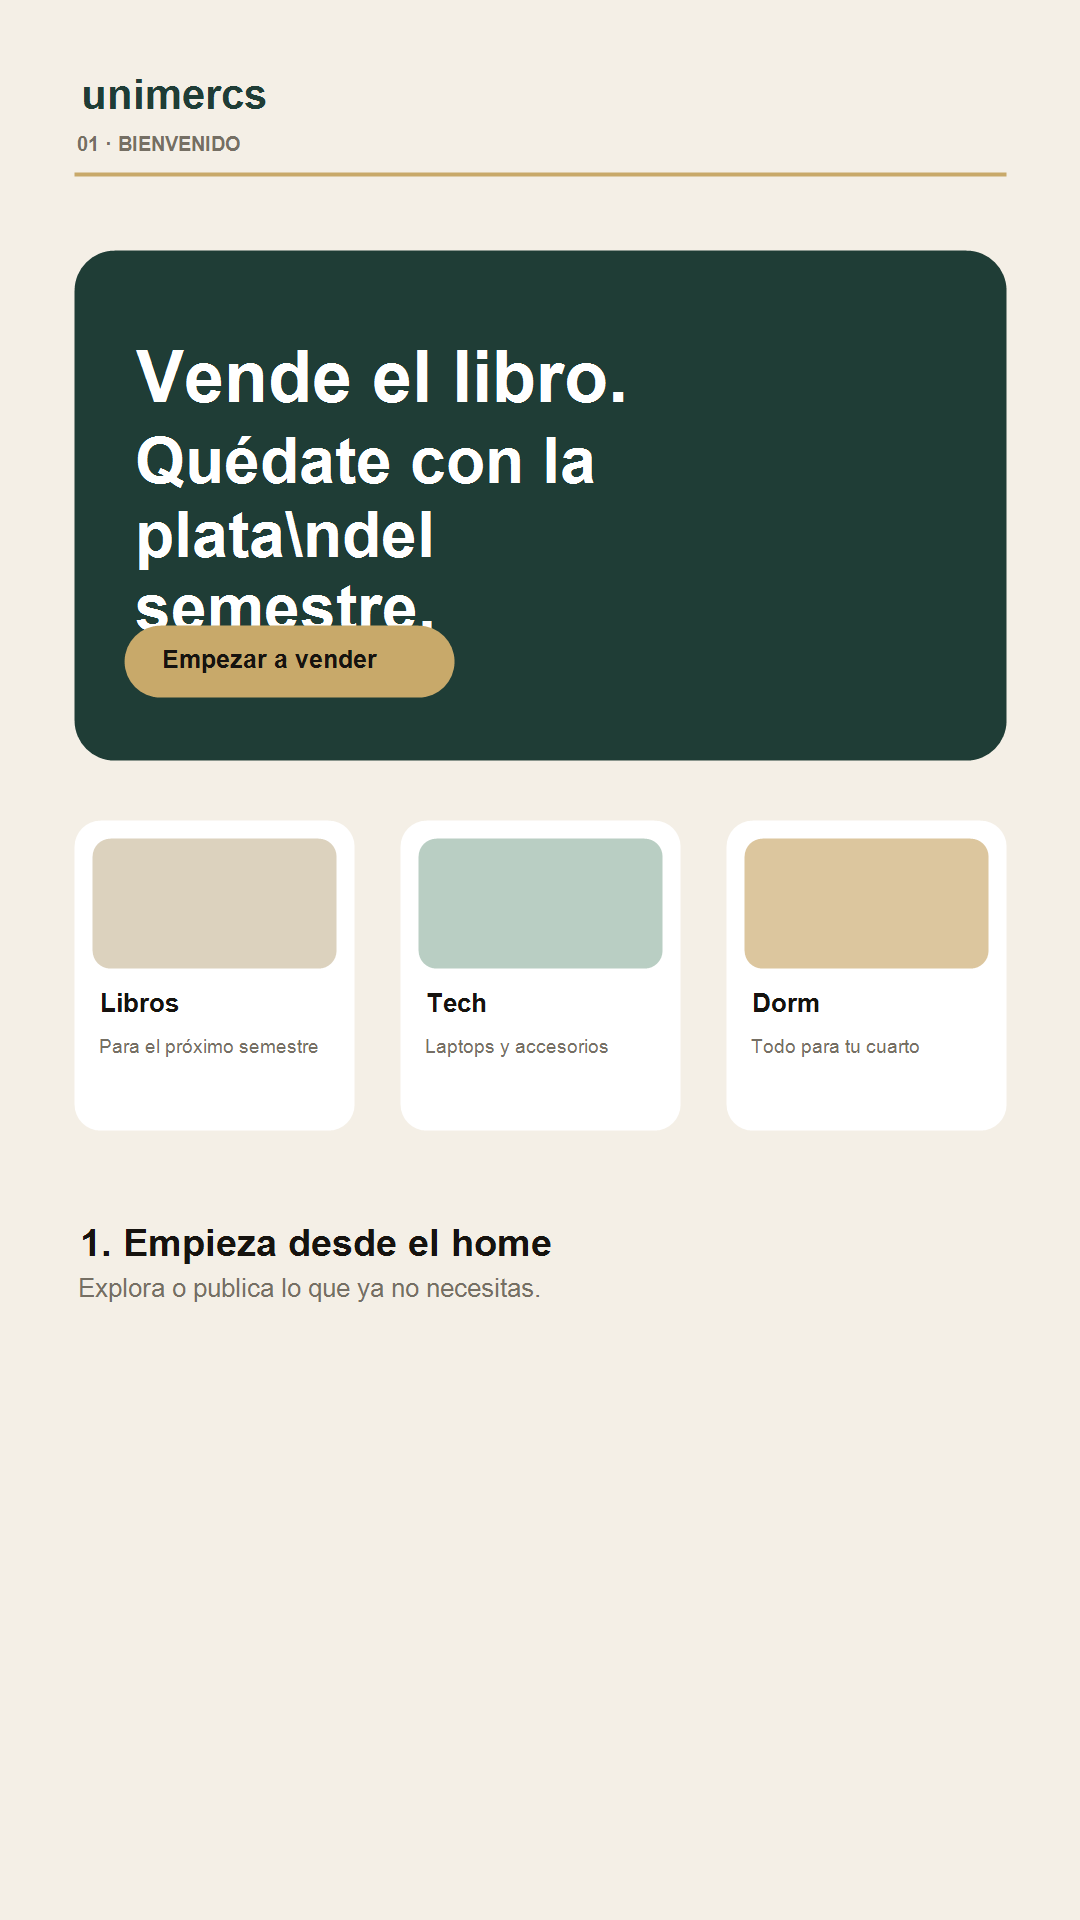 unimercs
01 · BIENVENIDO
Vende el libro.
Quédate con la
plata\ndel
semestre.
Empezar a vender
Libros
Para el próximo semestre
Tech
Laptops y accesorios
Dorm
Todo para tu cuarto
1. Empieza desde el home
Explora o publica lo que ya no necesitas.